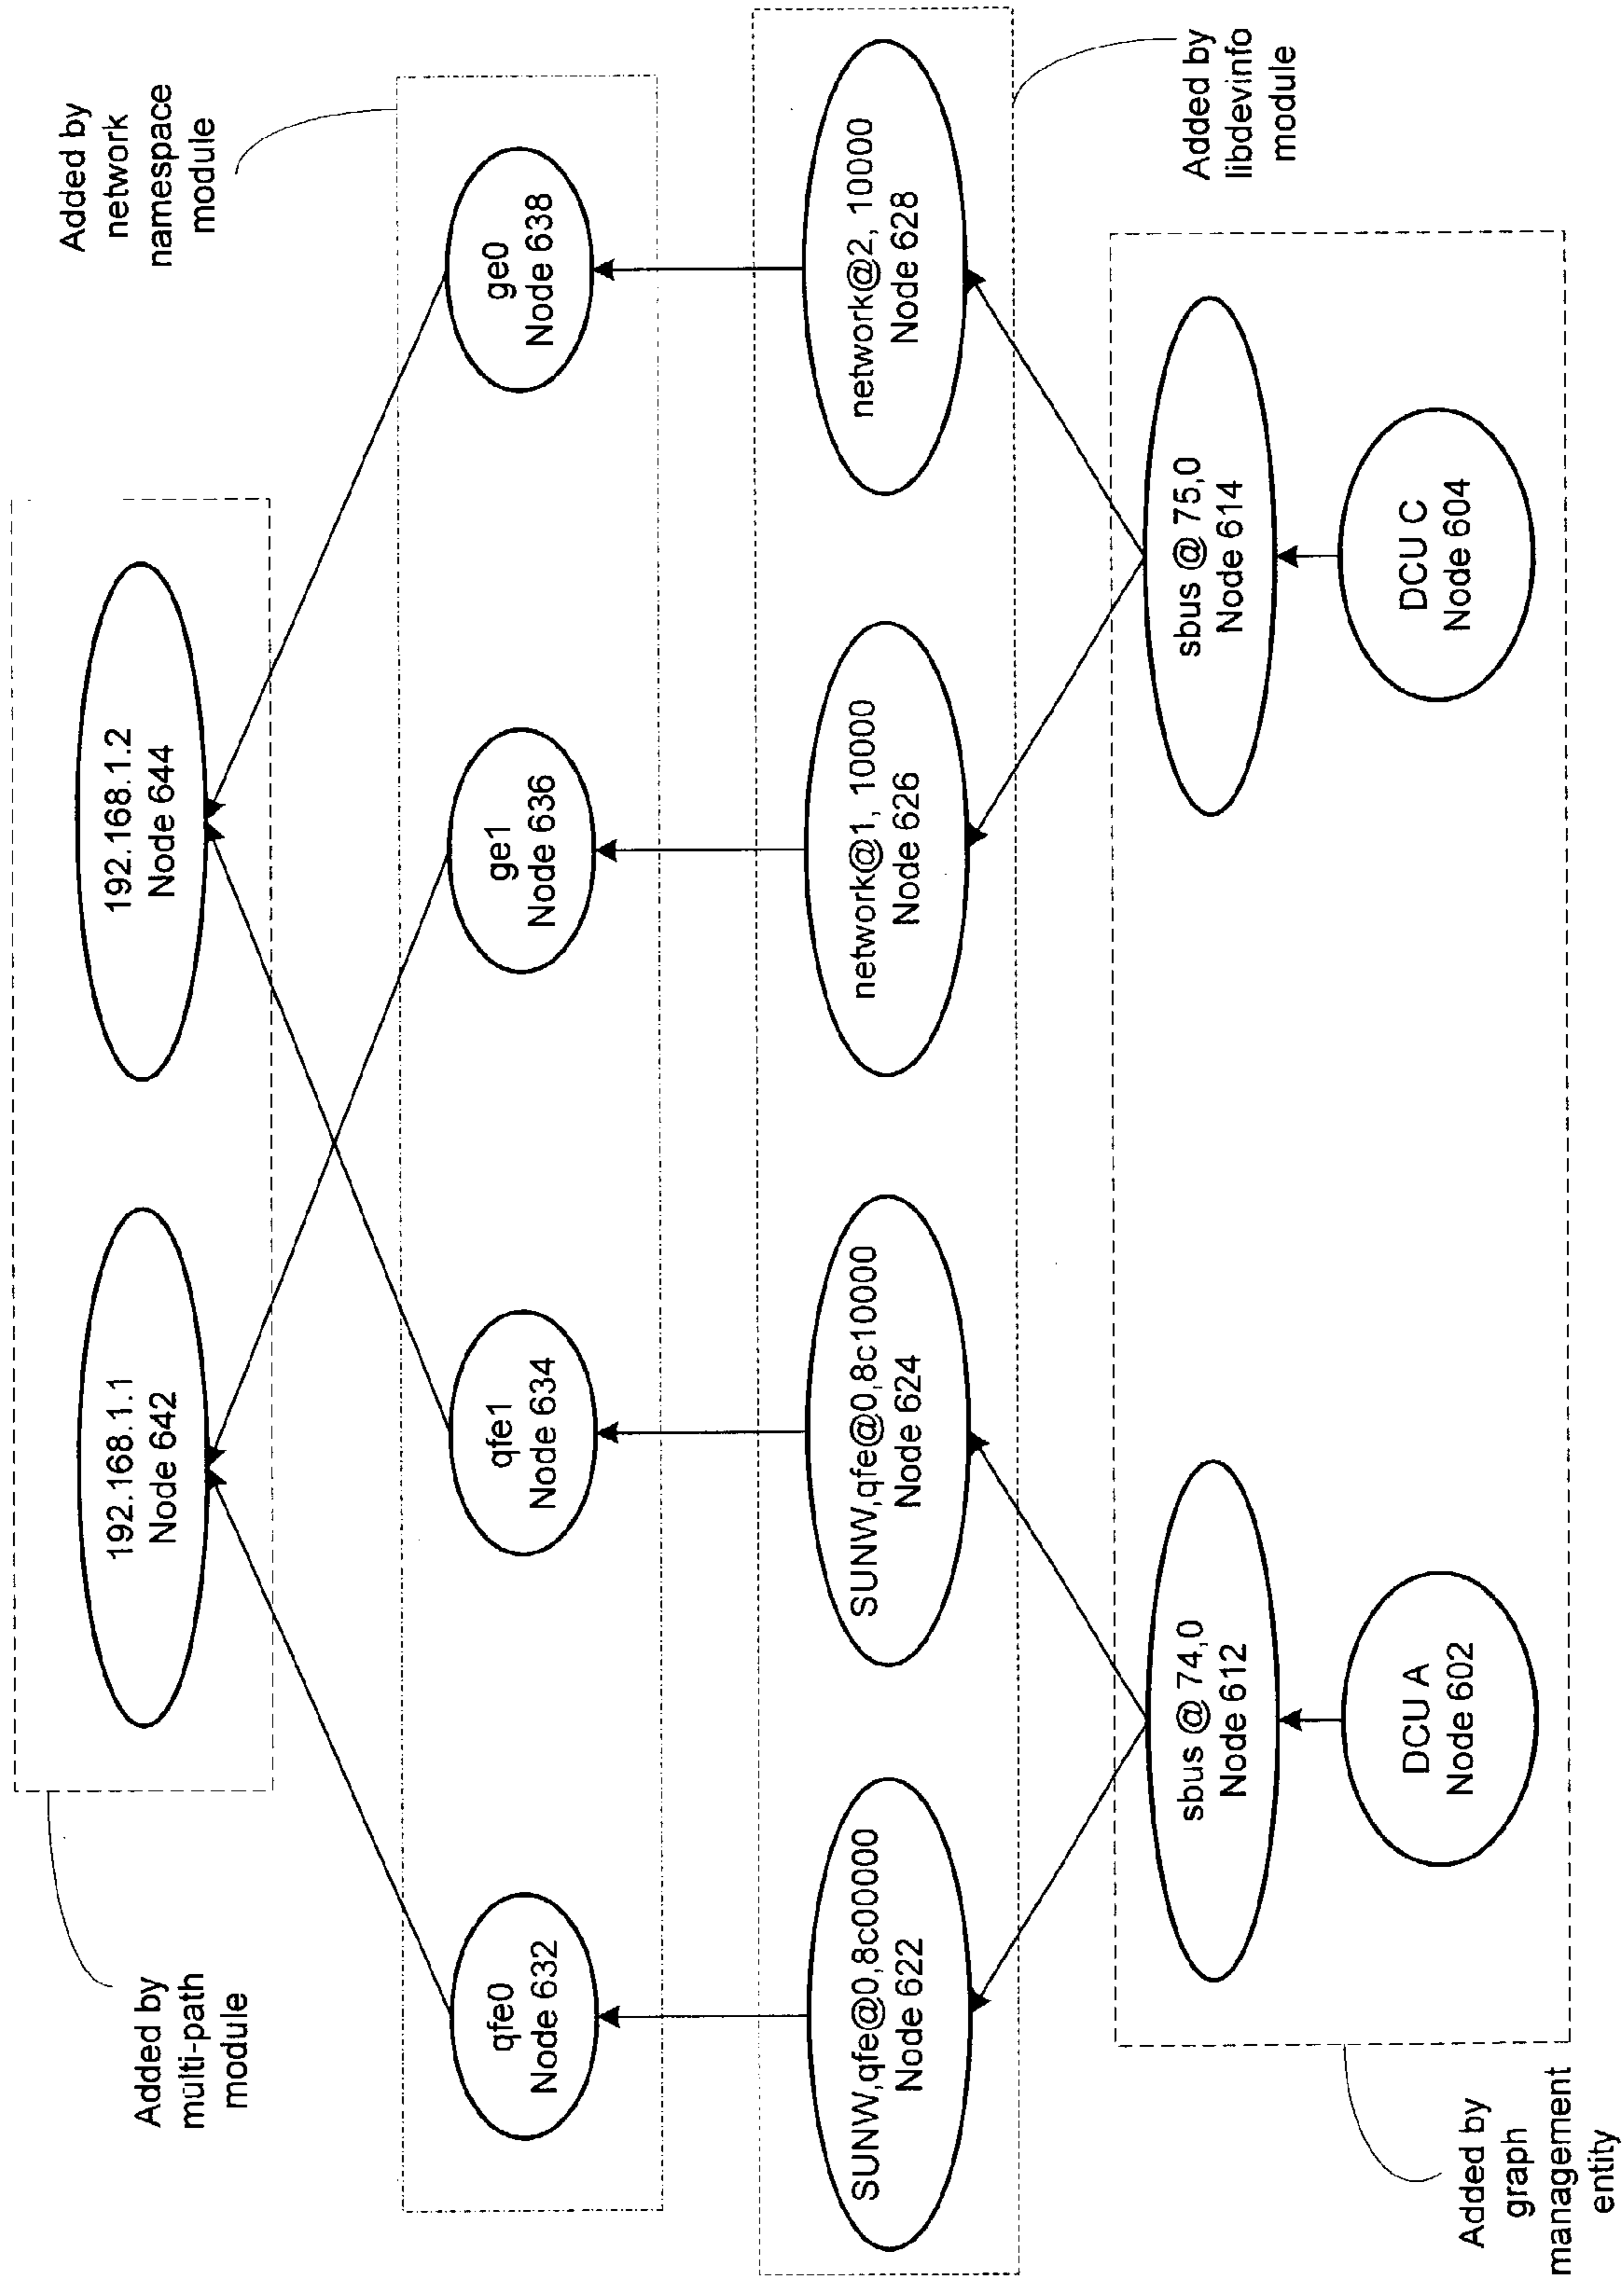 Added by
multi-path
module
192.168.1.1
Node 642
192.168.1.2
Node 644
Added by
network
namespace
module
qfe0
Node 632
qfe1
Node 634
ge1
Node 636
ge0
Node 638
SUNW,qfe@0,8c00000
Node 622
SUNW,qfe@0,8c10000
Node 624
network@1, 10000
Node 626
network@2, 10000
Node 628
Added by
libdevinfo
module
sbus @ 74,0
Node 612
sbus @ 75,0
Node 614
DCU A
Node 602
DCU C
Node 604
Added by
graph
management
entity